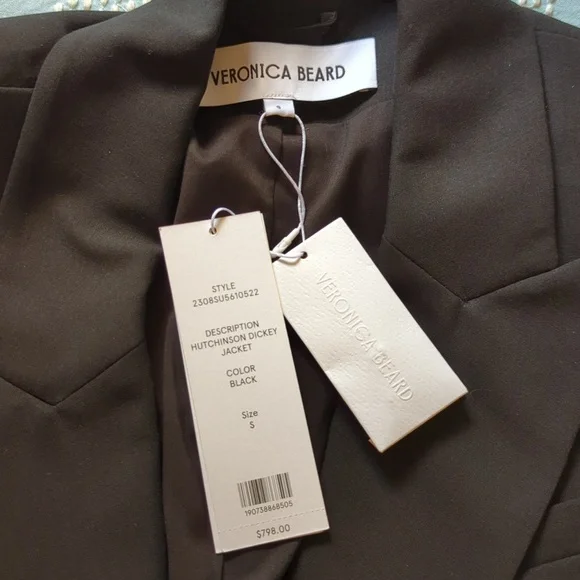 VERONICA BEARD
S
STYLE
2308SU5610522
DESCRIPTION
HUTCHINSON DICKEY
JACKET
COLOR
BLACK
Size
S
190738868505
$798.00
VERONICA BEARD